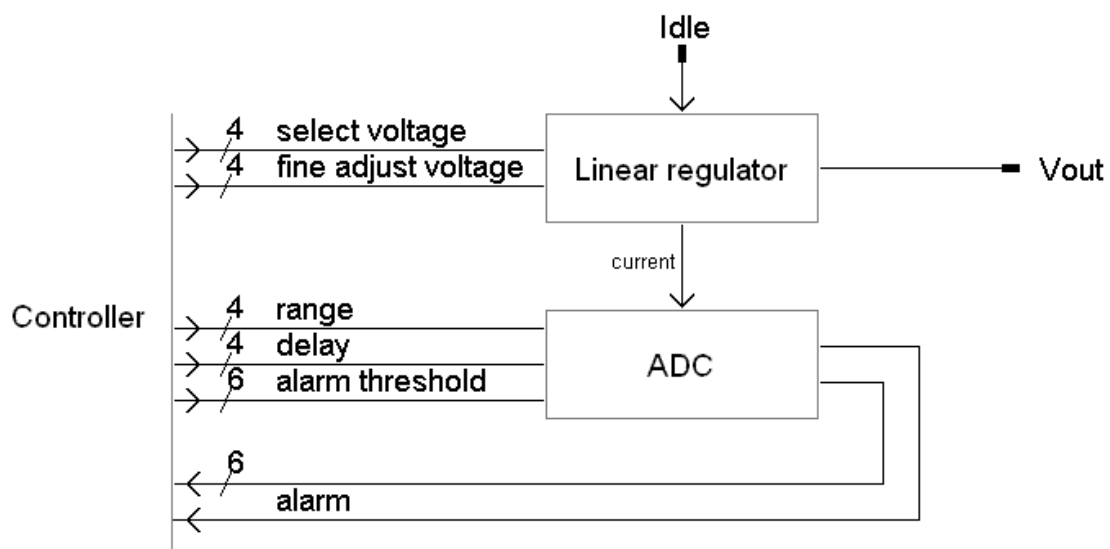 Idle
4 select voltage
4 fine adjust voltage
Linear regulator
Vout
current
Controller
4 range
4 delay
6 alarm threshold
ADC
6
alarm